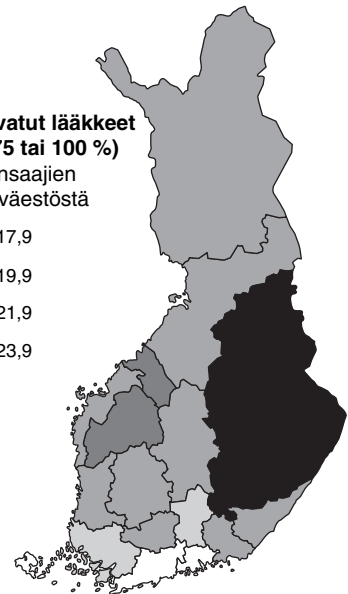 vatut lääkkeet
75 tai 100 %)
nsaajien
väestöstä
17,9
19,9
21,9
23,9